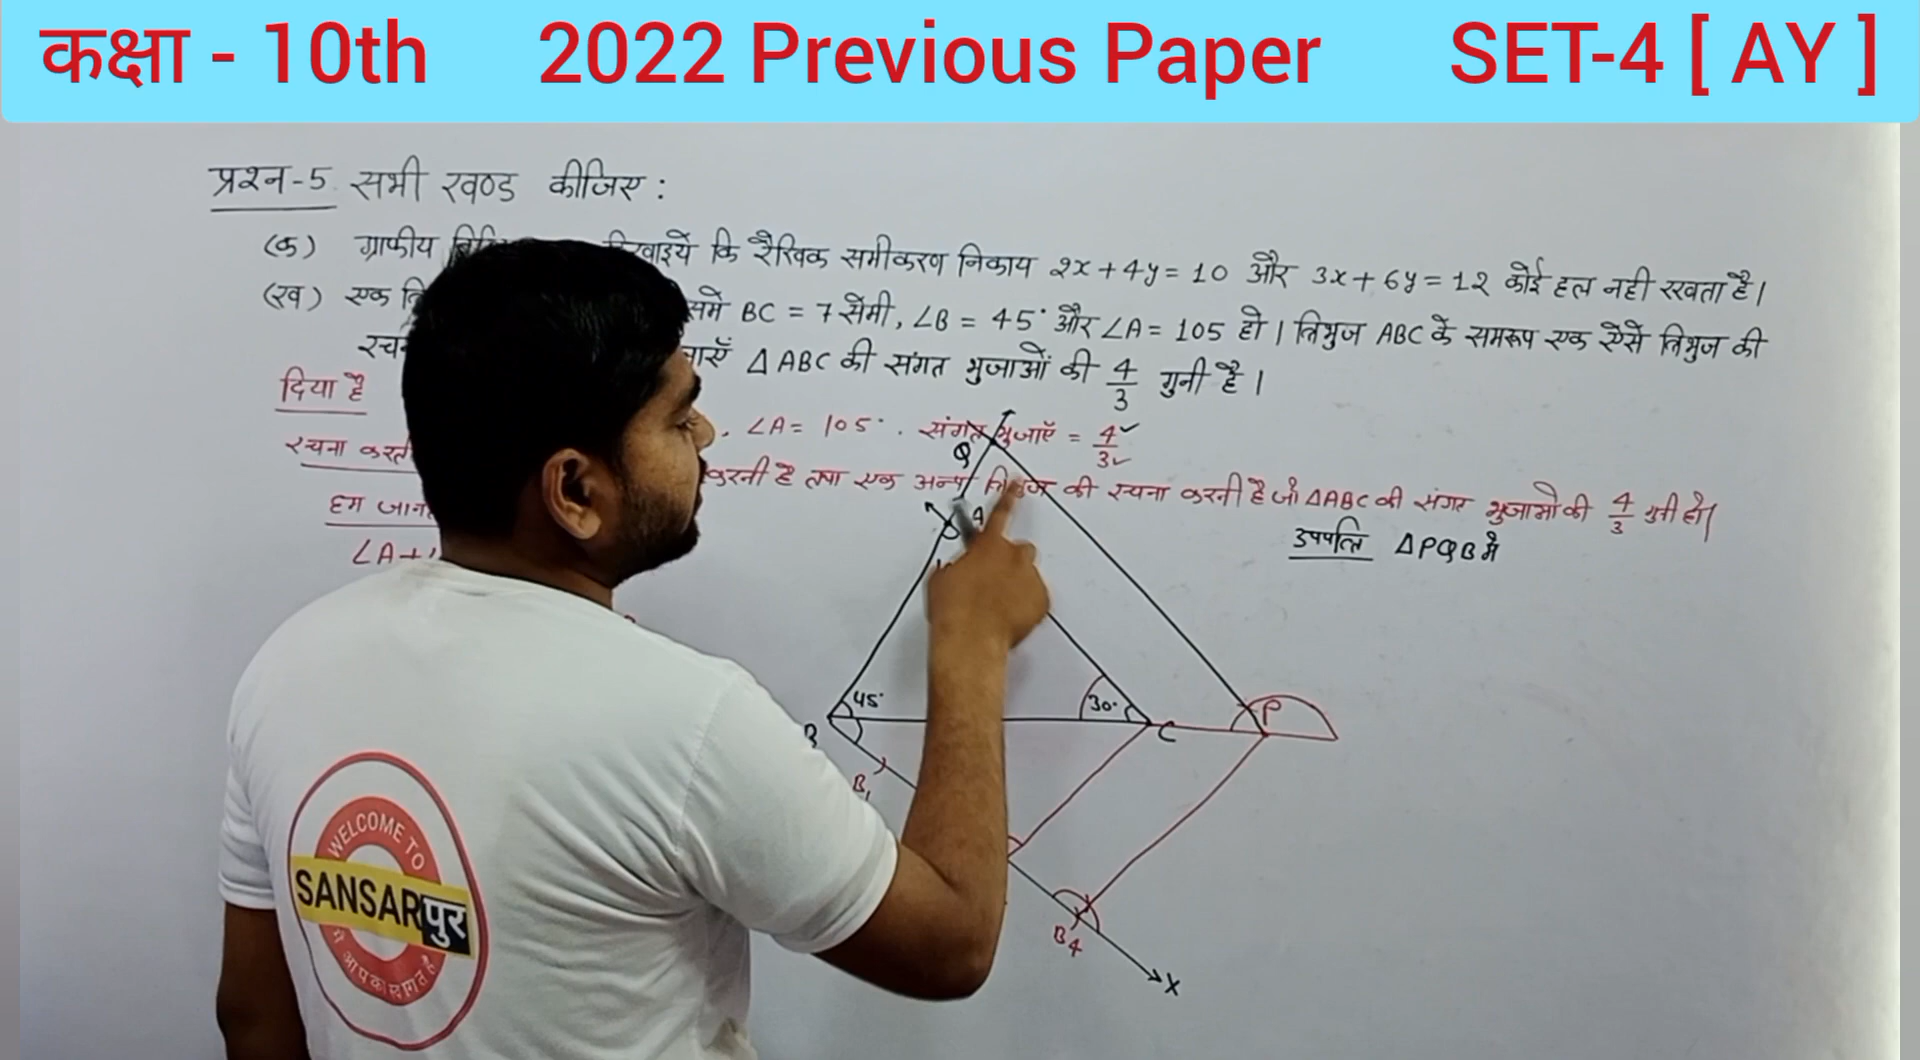 कक्षा - 10th 2022 Previous Paper SET-4 [ AY ]
प्रश्न-5 सभी खण्ड कीजिए :
(क) ग्राफीय कि रैखिक समीकरण निकाय 2x + 4y = 10 और 3x + 6y = 12 कोई हल नही रखता है।
(ख) एक BC = 7 सेमी, ∠B = 45° और ∠A = 105 हो। त्रिभुज ABC के समरूप एक ऐसे त्रिभुज की
△ABC की संगत भुजाओं की 4/3 गुनी है।
दिया है ∠A = 105°. संगत भुजाएँ = 4/3
रचना करनी है तथा एक अन्य त्रिभुज की रचना करनी है जो △ABC की संगत भुजाओ की 4/3 गुनी हो।
हम
उपपत्ति △PQB मे
∠A+
Q
A
45°
30°
B
C
P
B1
B4
X
WELCOME TO
SANSARपुर
में आपका स्वागत है